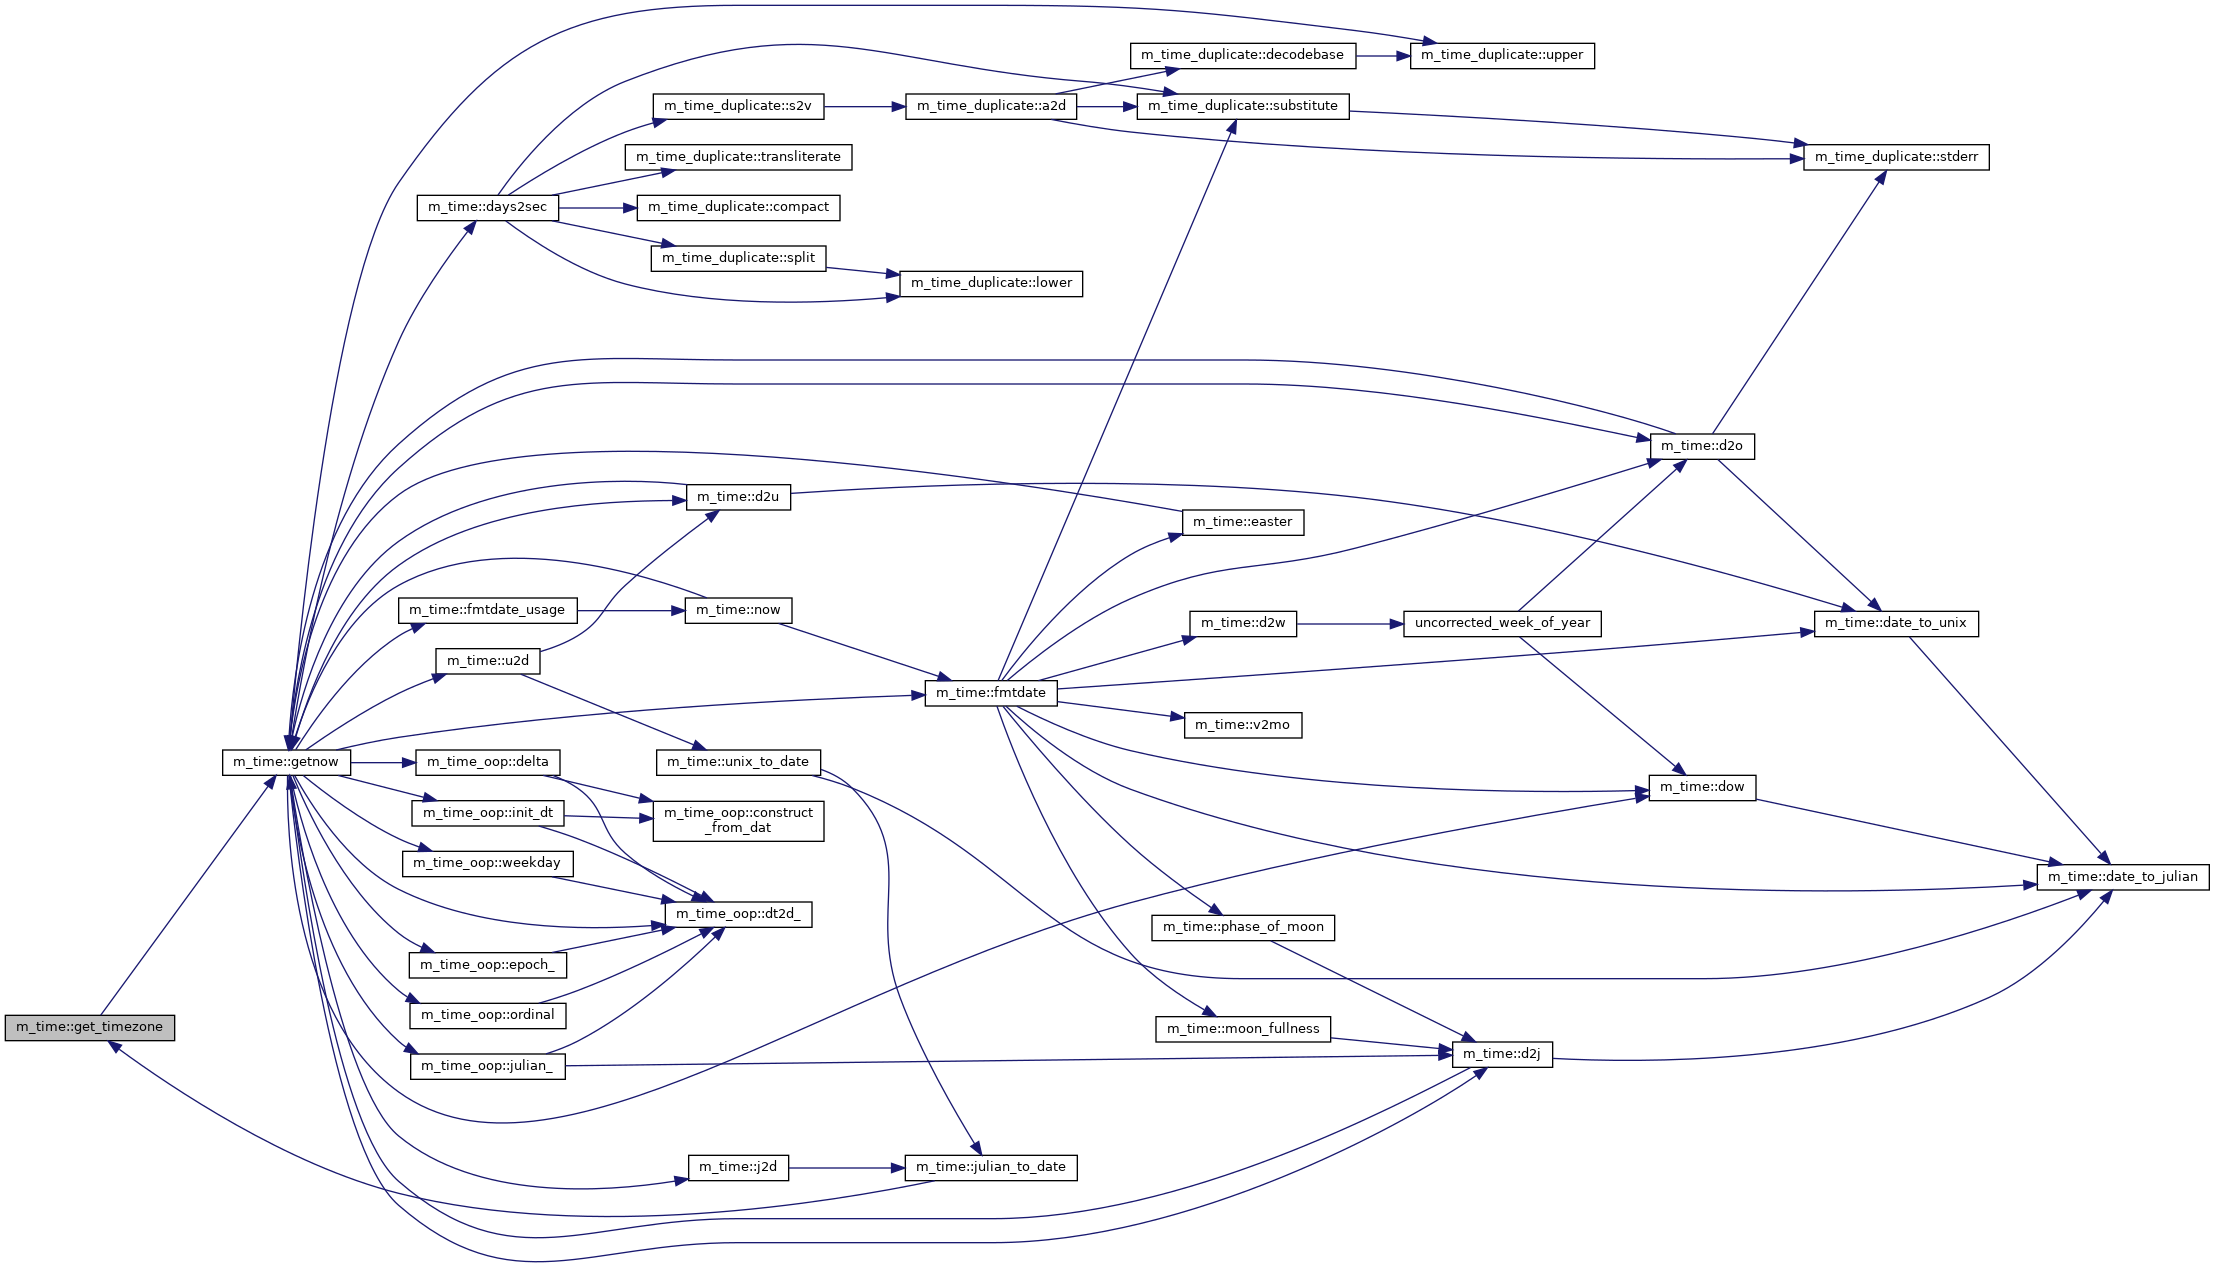 m_time_duplicate::decodebase
m_time_duplicate::upper
m_time_duplicate::s2v
m_time_duplicate::a2d
m_time_duplicate::substitute
m_time_duplicate::transliterate
m_time_duplicate::stderr
m_time::days2sec
m_time_duplicate::compact
m_time_duplicate::split
m_time_duplicate::lower
m_time::d2o
m_time::d2u
m_time::easter
m_time::fmtdate_usage
m_time::now
m_time::d2w
uncorrected_week_of_year
m_time::date_to_unix
m_time::u2d
m_time::fmtdate
m_time::v2mo
m_time::getnow
m_time_oop::delta
m_time::unix_to_date
m_time::dow
m_time_oop::init_dt
m_time_oop::construct
_from_dat
m_time_oop::weekday
m_time::date_to_julian
m_time_oop::dt2d_
m_time::phase_of_moon
m_time_oop::epoch_
m_time_oop::ordinal
m_time::get_timezone
m_time::moon_fullness
m_time_oop::julian_
m_time::d2j
m_time::j2d
m_time::julian_to_date